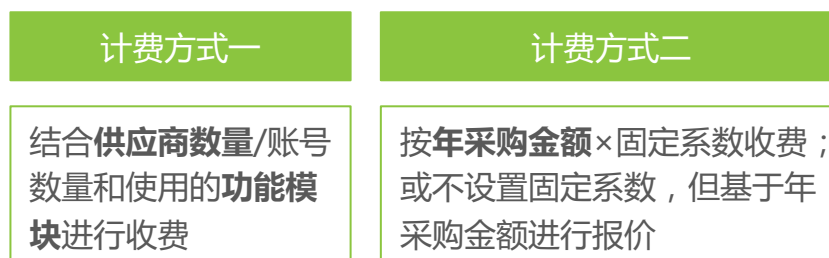 计费方式一
计费方式二
结合供应商数量/账号
数量和使用的功能模
块进行收费
按年采购金额×固定系数收费；
或不设置固定系数，但基于年
采购金额进行报价